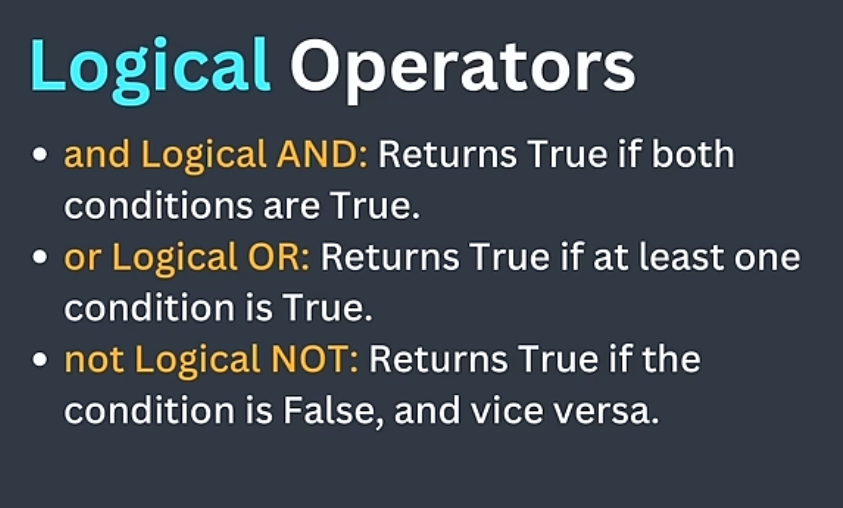 Logical Operators
• and Logical AND: Returns True if both
conditions are True.
• or Logical OR: Returns True if at least one
condition is True.
• not Logical NOT: Returns True if the
condition is False, and vice versa.